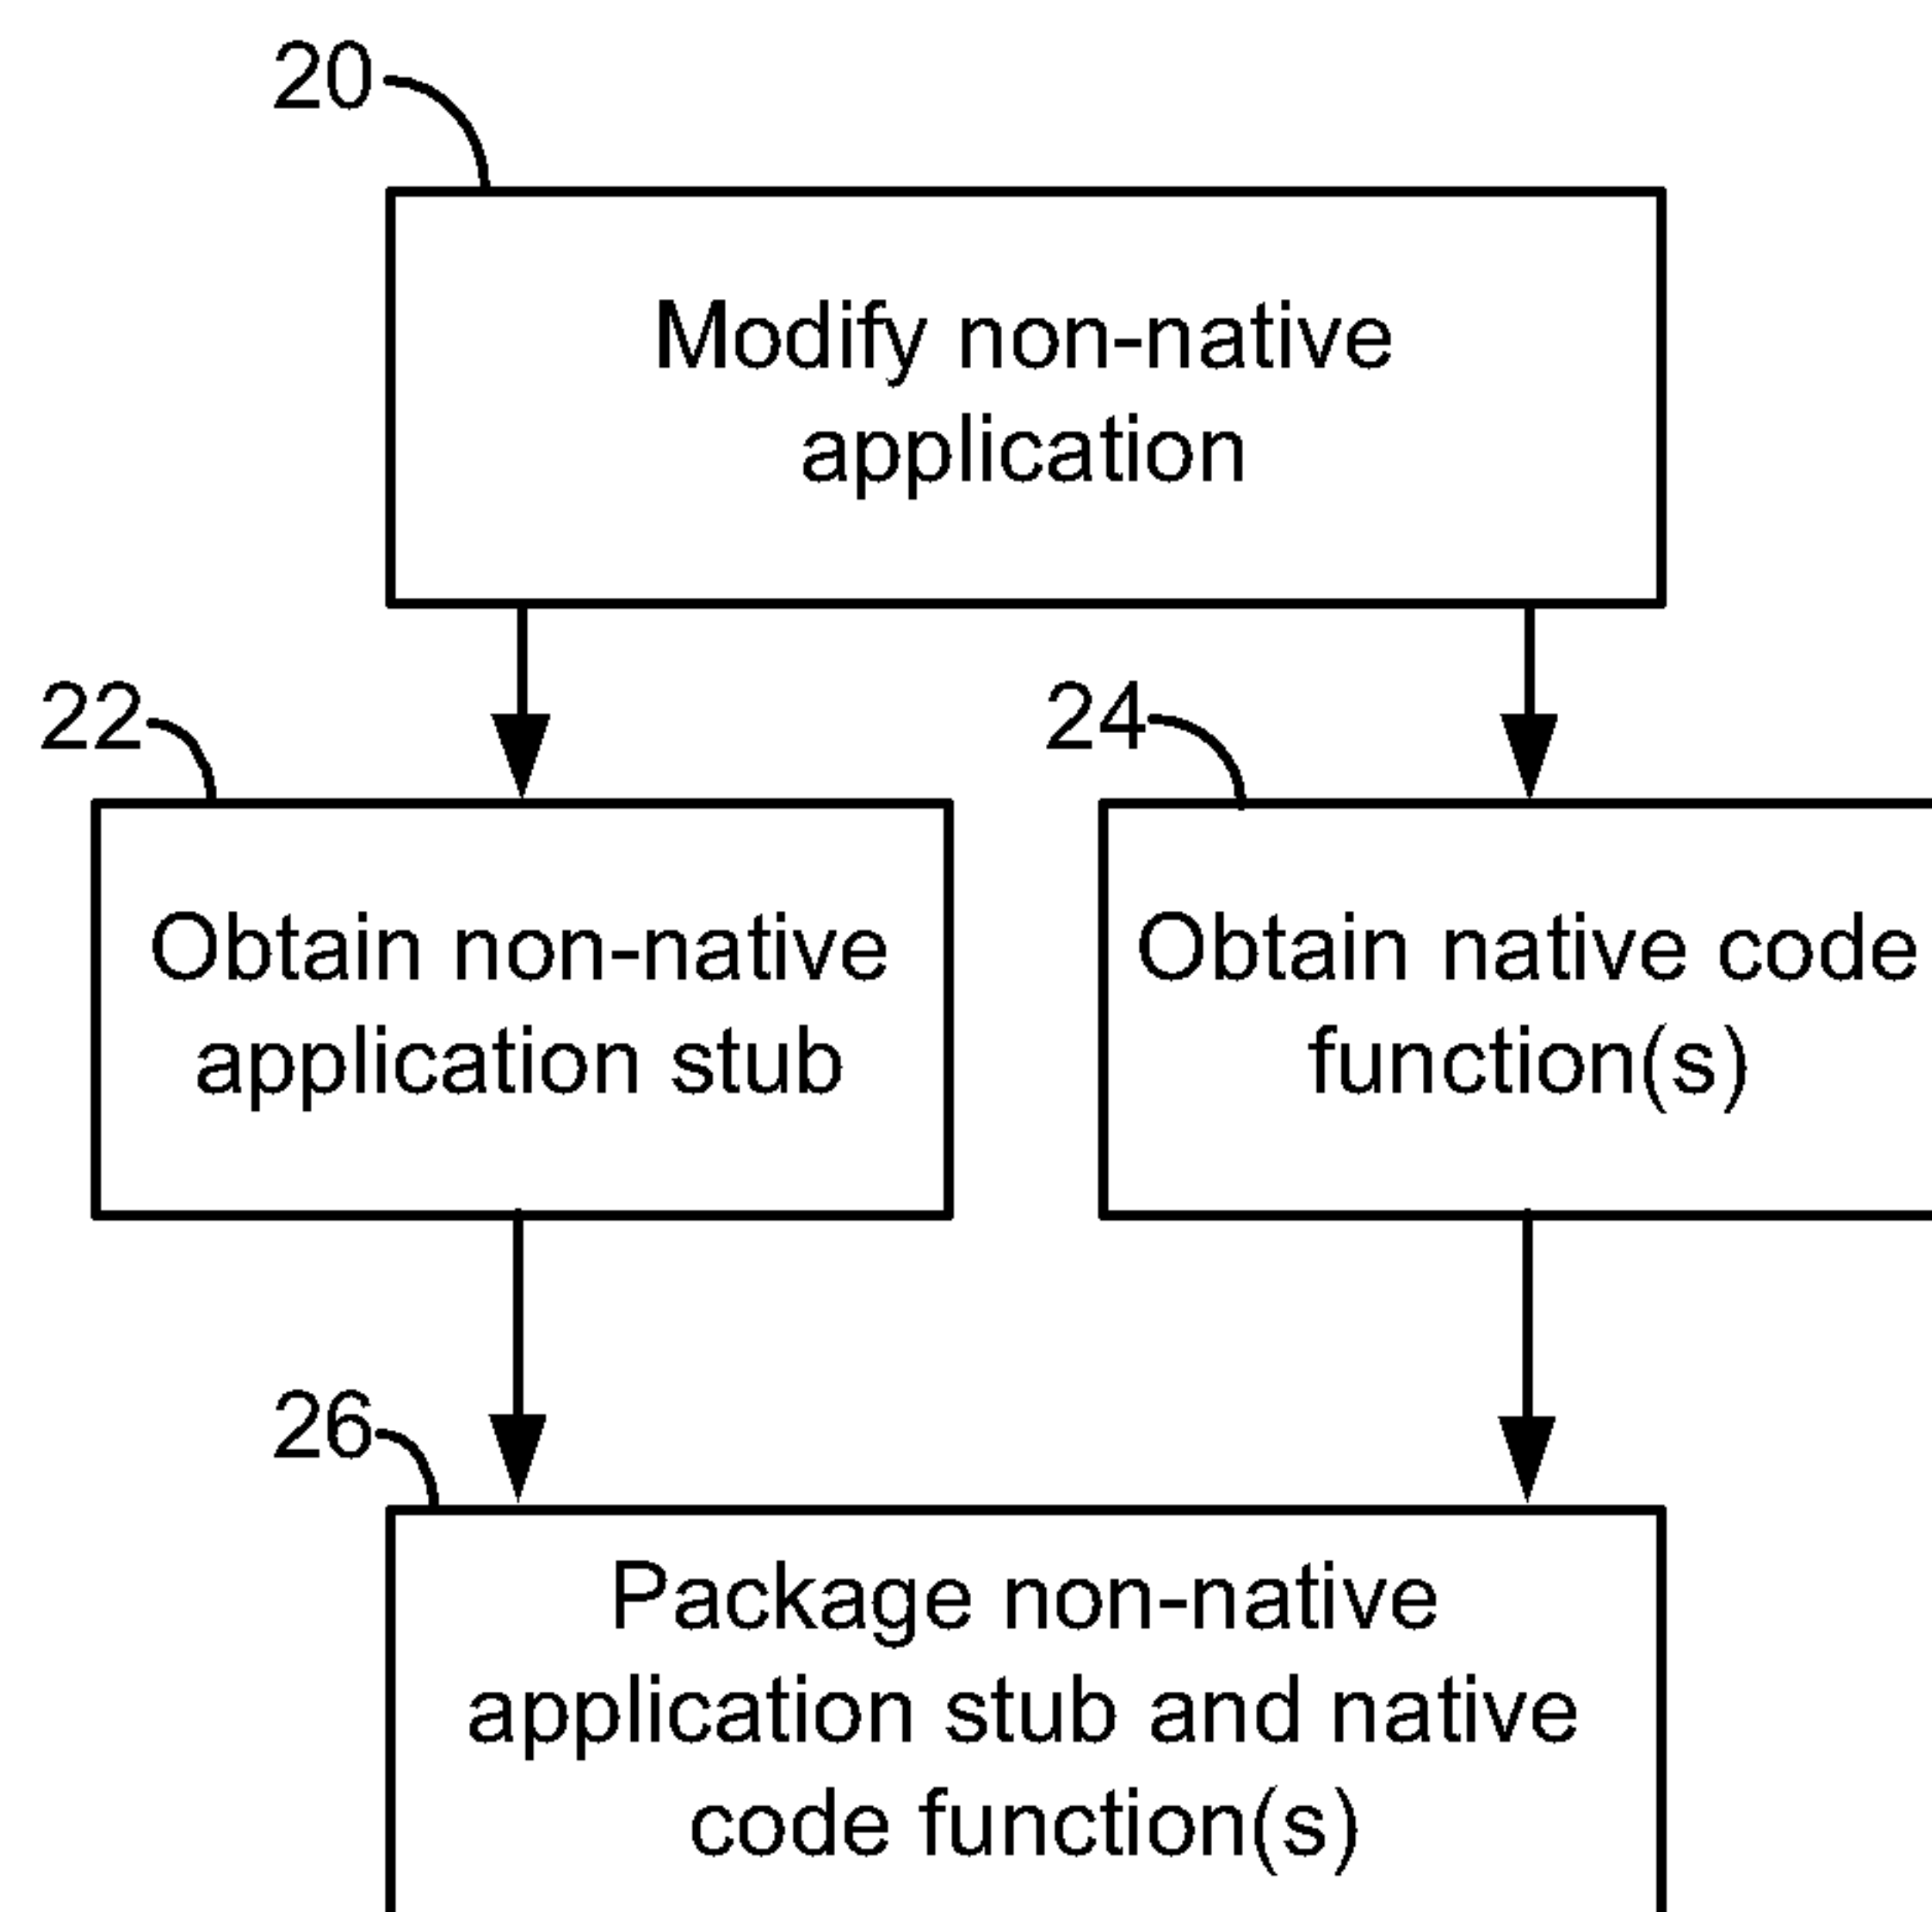 20
Modify non-native
application
22
24
Obtain non-native
application stub
Obtain native code
function(s)
26
Package non-native
application stub and native
code function(s)